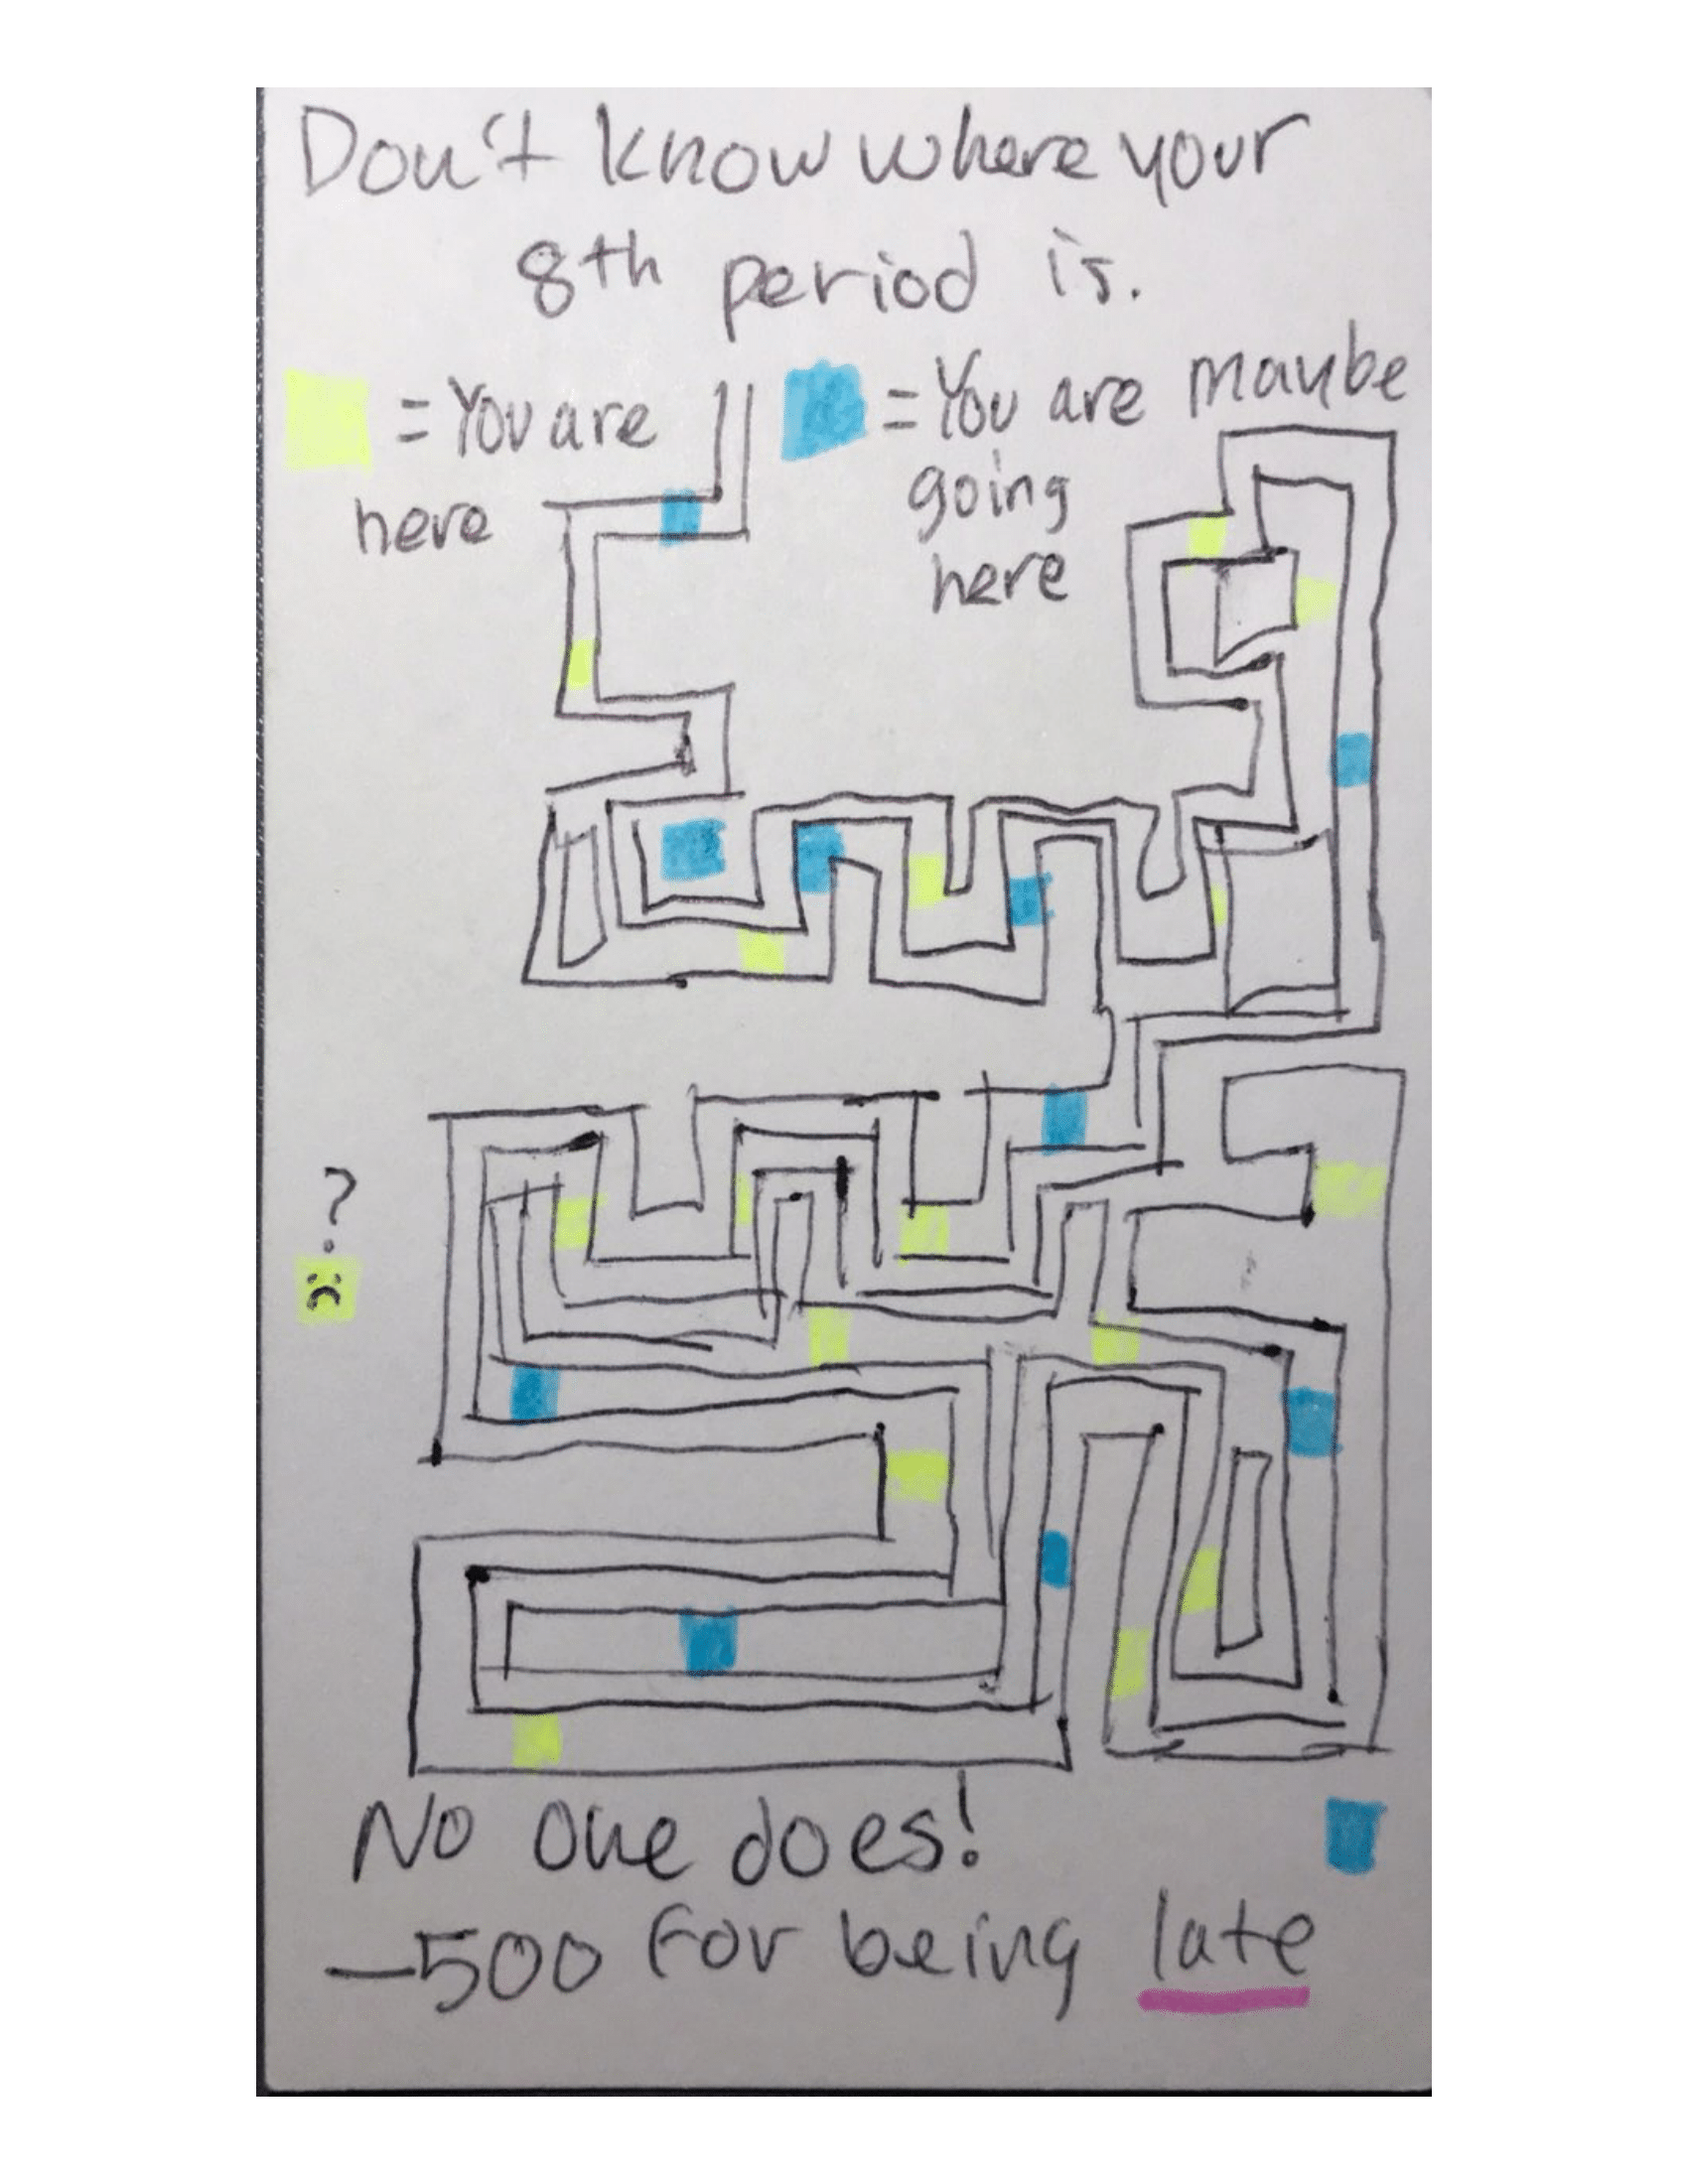 Don't know where your
8th period is.
= You are
here
= You are maybe
going
here
?
No one does!
-500 for being late